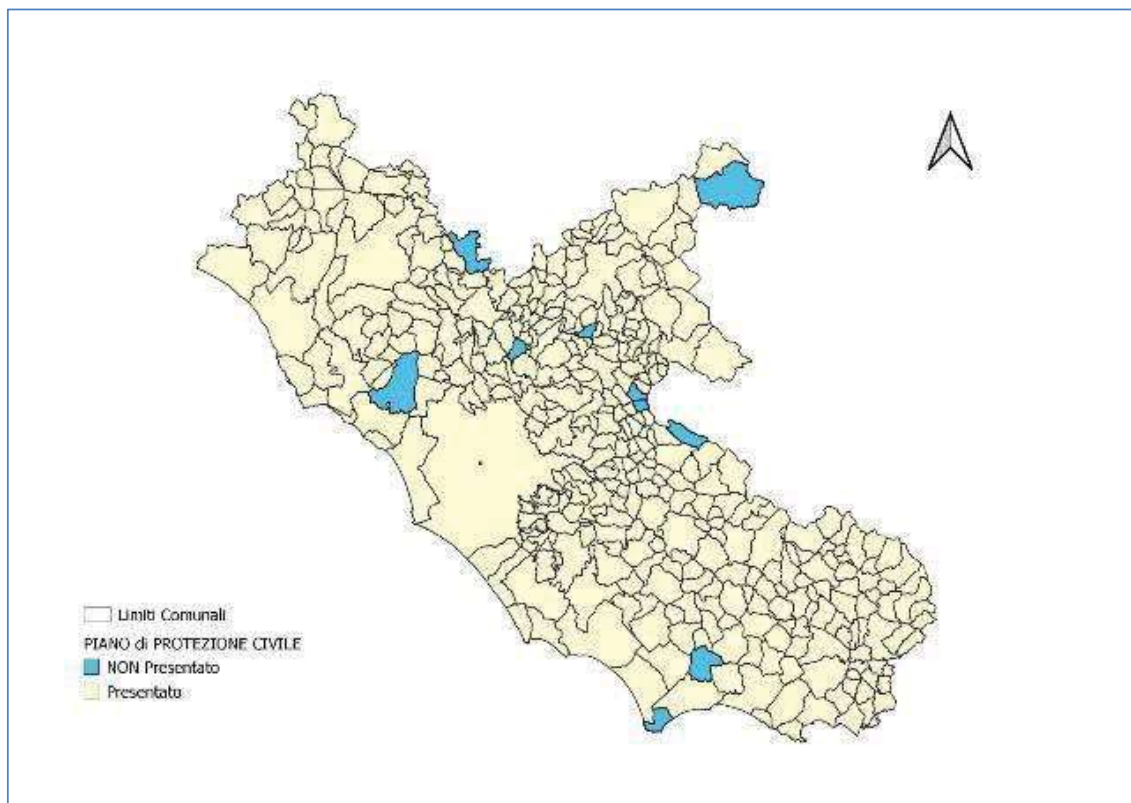 Limiti Comunali
PIANO di PROTEZIONE CIVILE
NON Presentato
Presentato